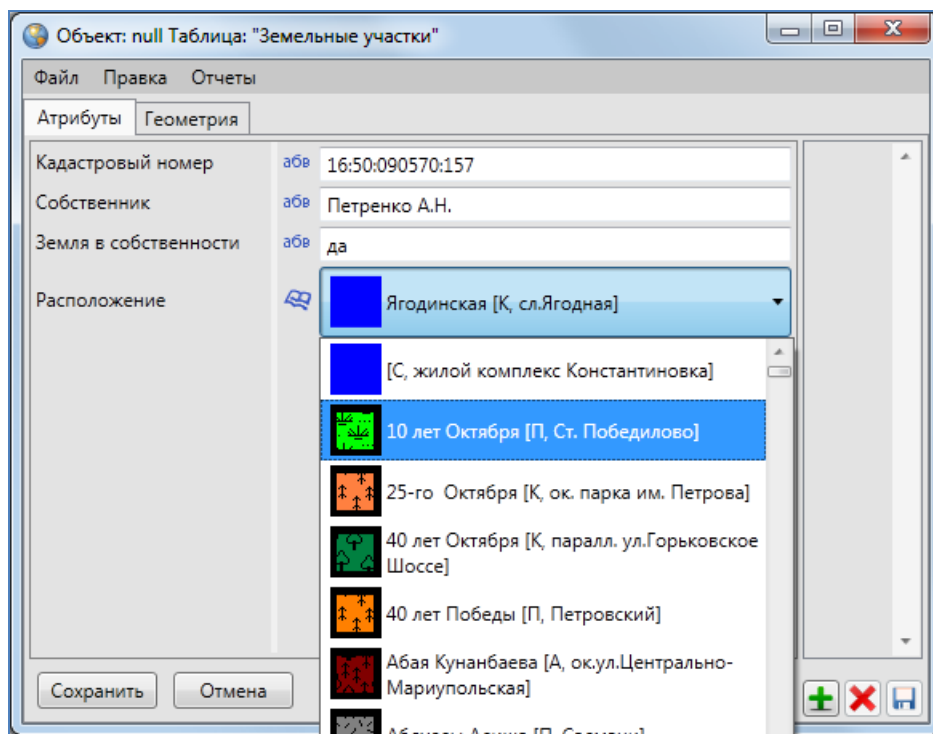 Объект: null Таблица: "Земельные участки"
Файл Правка Отчеты
Атрибуты Геометрия
Кадастровый номер абв 16:50:090570:157
Собственник абв Петренко А.Н.
Земля в собственности абв да
Расположение Ягодинская [К, сл.Ягодная]
[С, жилой комплекс Константиновка]
10 лет Октября [П, Ст. Победилово]
25-го Октября [К, ок. парка им. Петрова]
40 лет Октября [К, паралл. ул.Горьковское
Шоссе]
40 лет Победы [П, Петровский]
Абая Кунанбаева [А, ок.ул.Центрально-
Мариупольская]
Сохранить Отмена